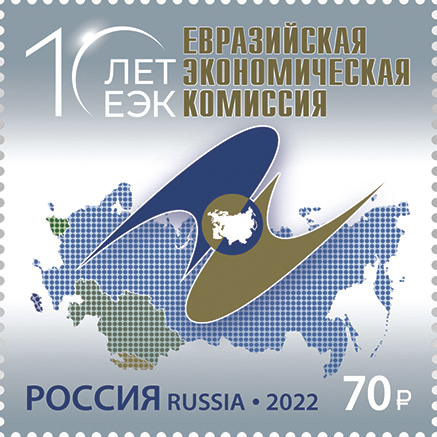 10 ЛЕТ ЕЭК
ЕВРАЗИЙСКАЯ
ЭКОНОМИЧЕСКАЯ
КОМИССИЯ
РОССИЯ RUSSIA • 2022 70₽